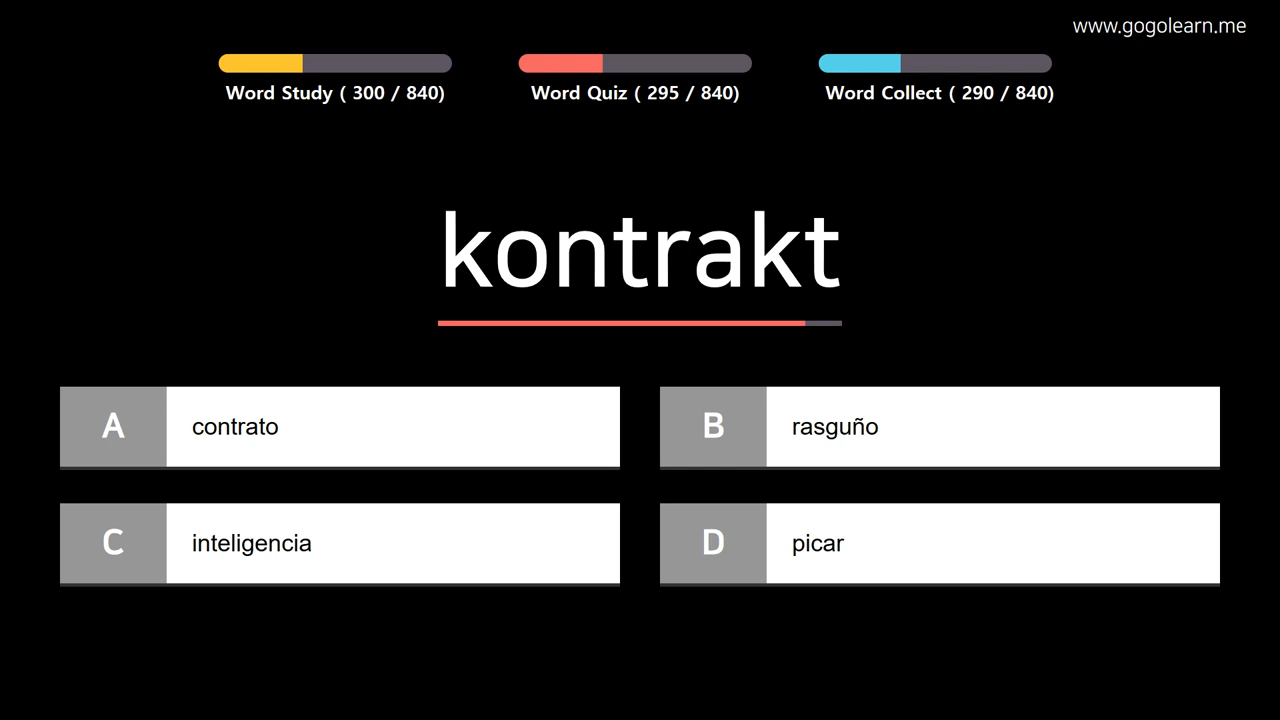 www.gogolearn.me
Word Study ( 300 / 840)
Word Quiz ( 295 / 840)
Word Collect ( 290 / 840)
kontrakt
A contrato
B rasguño
C inteligencia
D picar